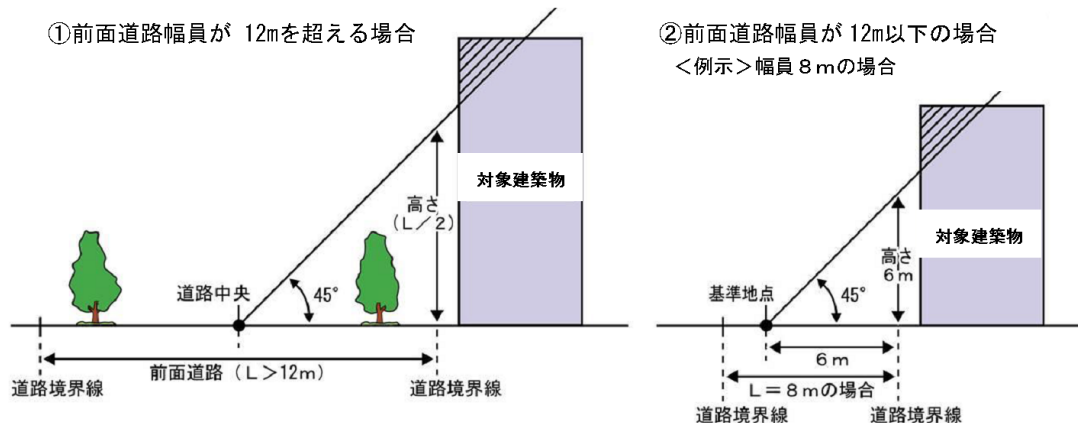 ①前面道路幅員が 12mを超える場合
対象建築物
高さ
(L/2)
45°
道路中央
前面道路(L>12m)
道路境界線
道路境界線
②前面道路幅員が12m以下の場合
<例示>幅員8mの場合
対象建築物
高さ
6m
45°
基準地点
6m
L=8mの場合
道路境界線
道路境界線